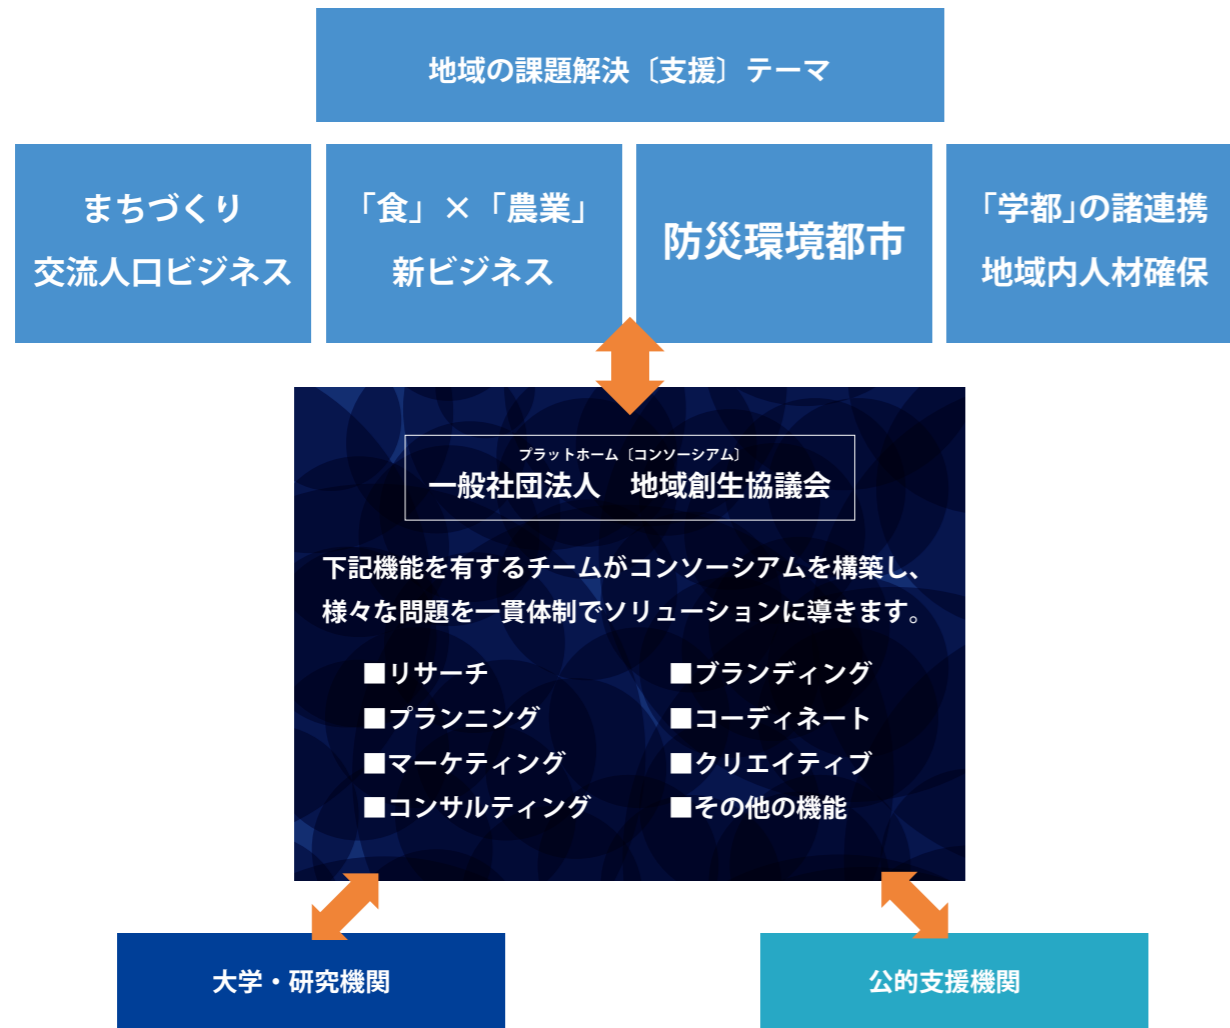 地域の課題解決〔支援〕テーマ
まちづくり
交流人口ビジネス
「食」×「農業」
新ビジネス
防災環境都市
「学都」の諸連携
地域内人材確保
プラットホーム〔コンソーシアム〕
一般社団法人　地域創生協議会
下記機能を有するチームがコンソーシアムを構築し、
様々な問題を一貫体制でソリューションに導きます。
■リサーチ
■プランニング
■マーケティング
■コンサルティング
■ブランディング
■コーディネート
■クリエイティブ
■その他の機能
大学・研究機関
公的支援機関